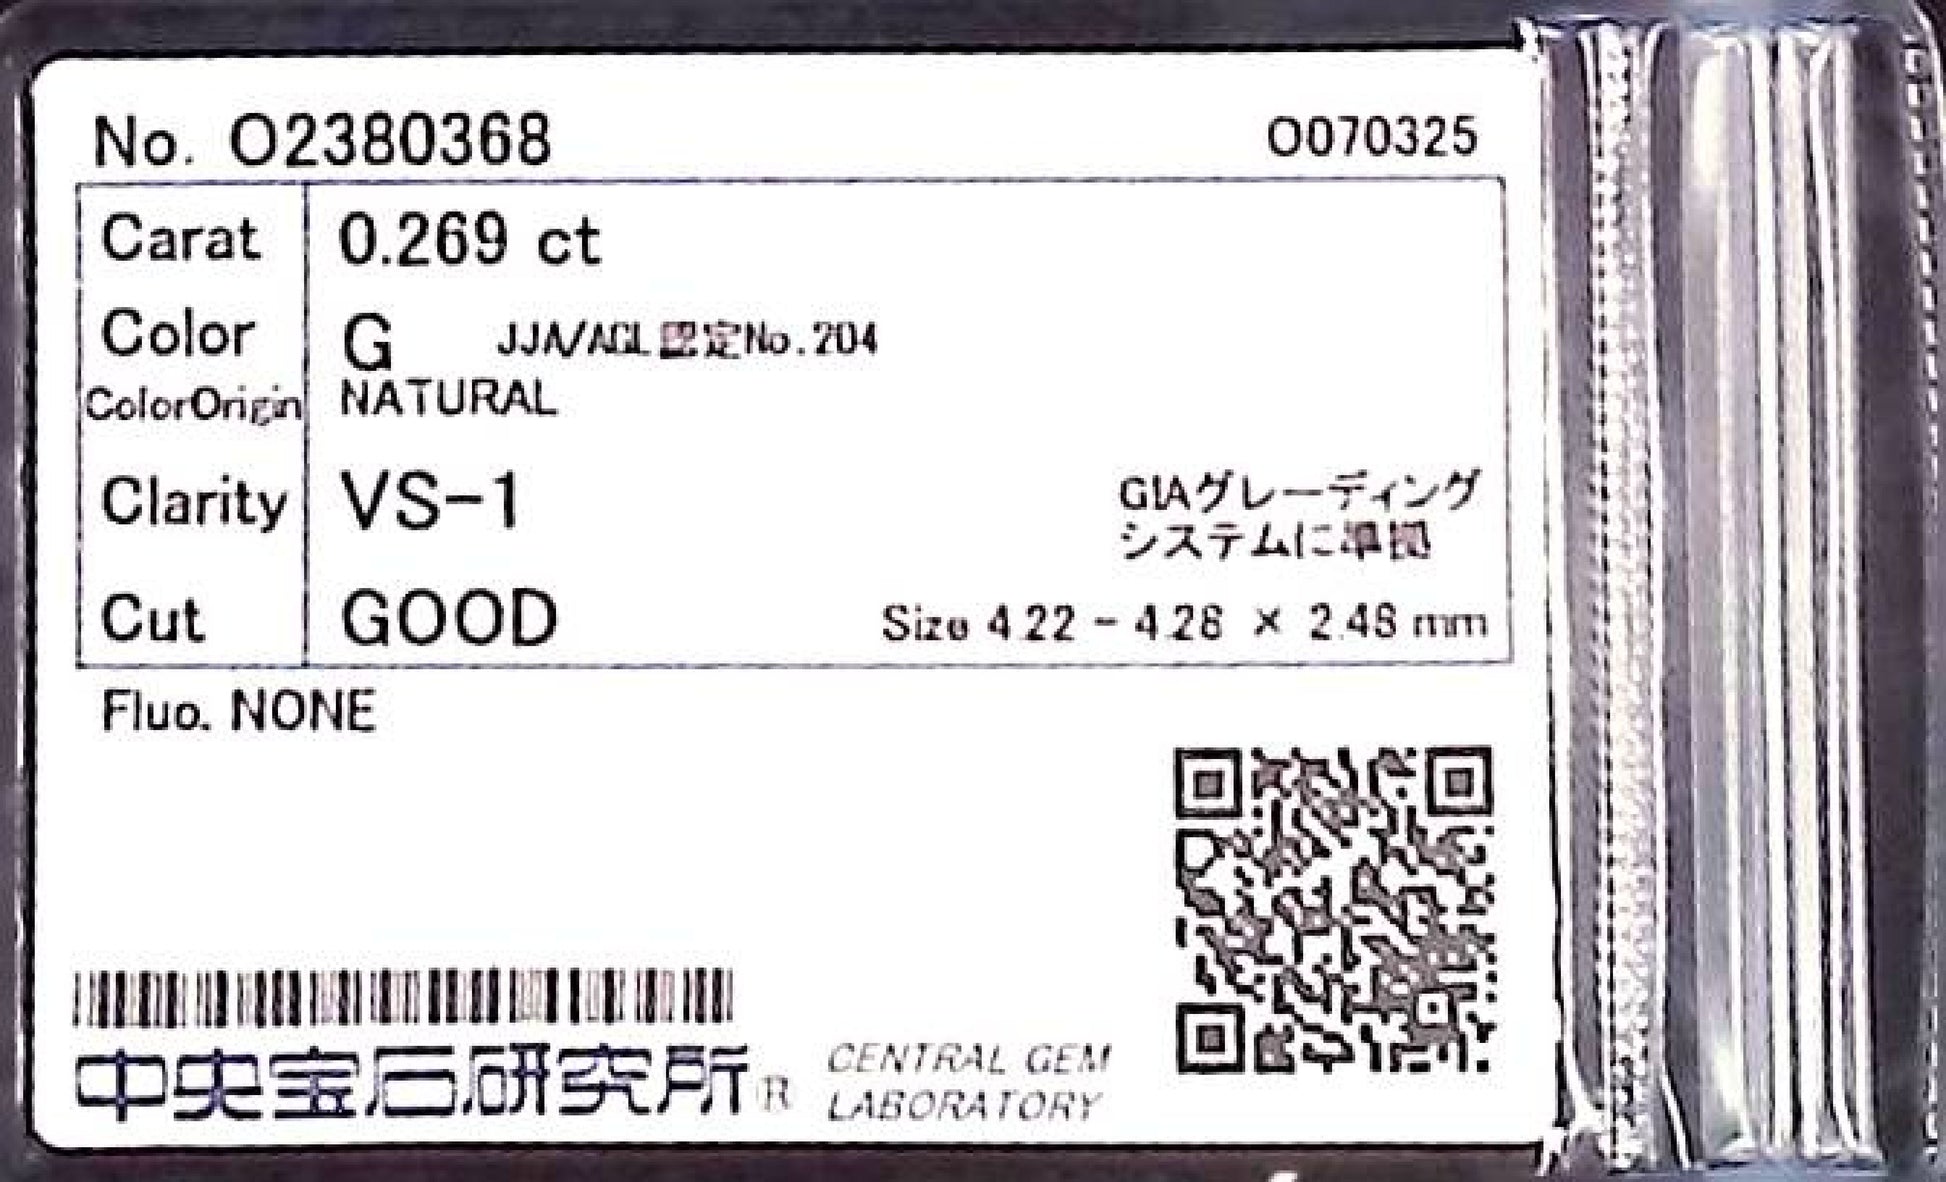 No. O2380368
O070325
Carat 0.269 ct
Color G JJA/AGL認定No.204
ColorOrigin NATURAL
Clarity VS-1
GIAグレーディング
システムに準拠
Cut GOOD
Size 4.22 - 4.26 × 2.48 mm
Fluo. NONE
中央宝石研究所®
CENTRAL GEM
LABORATORY